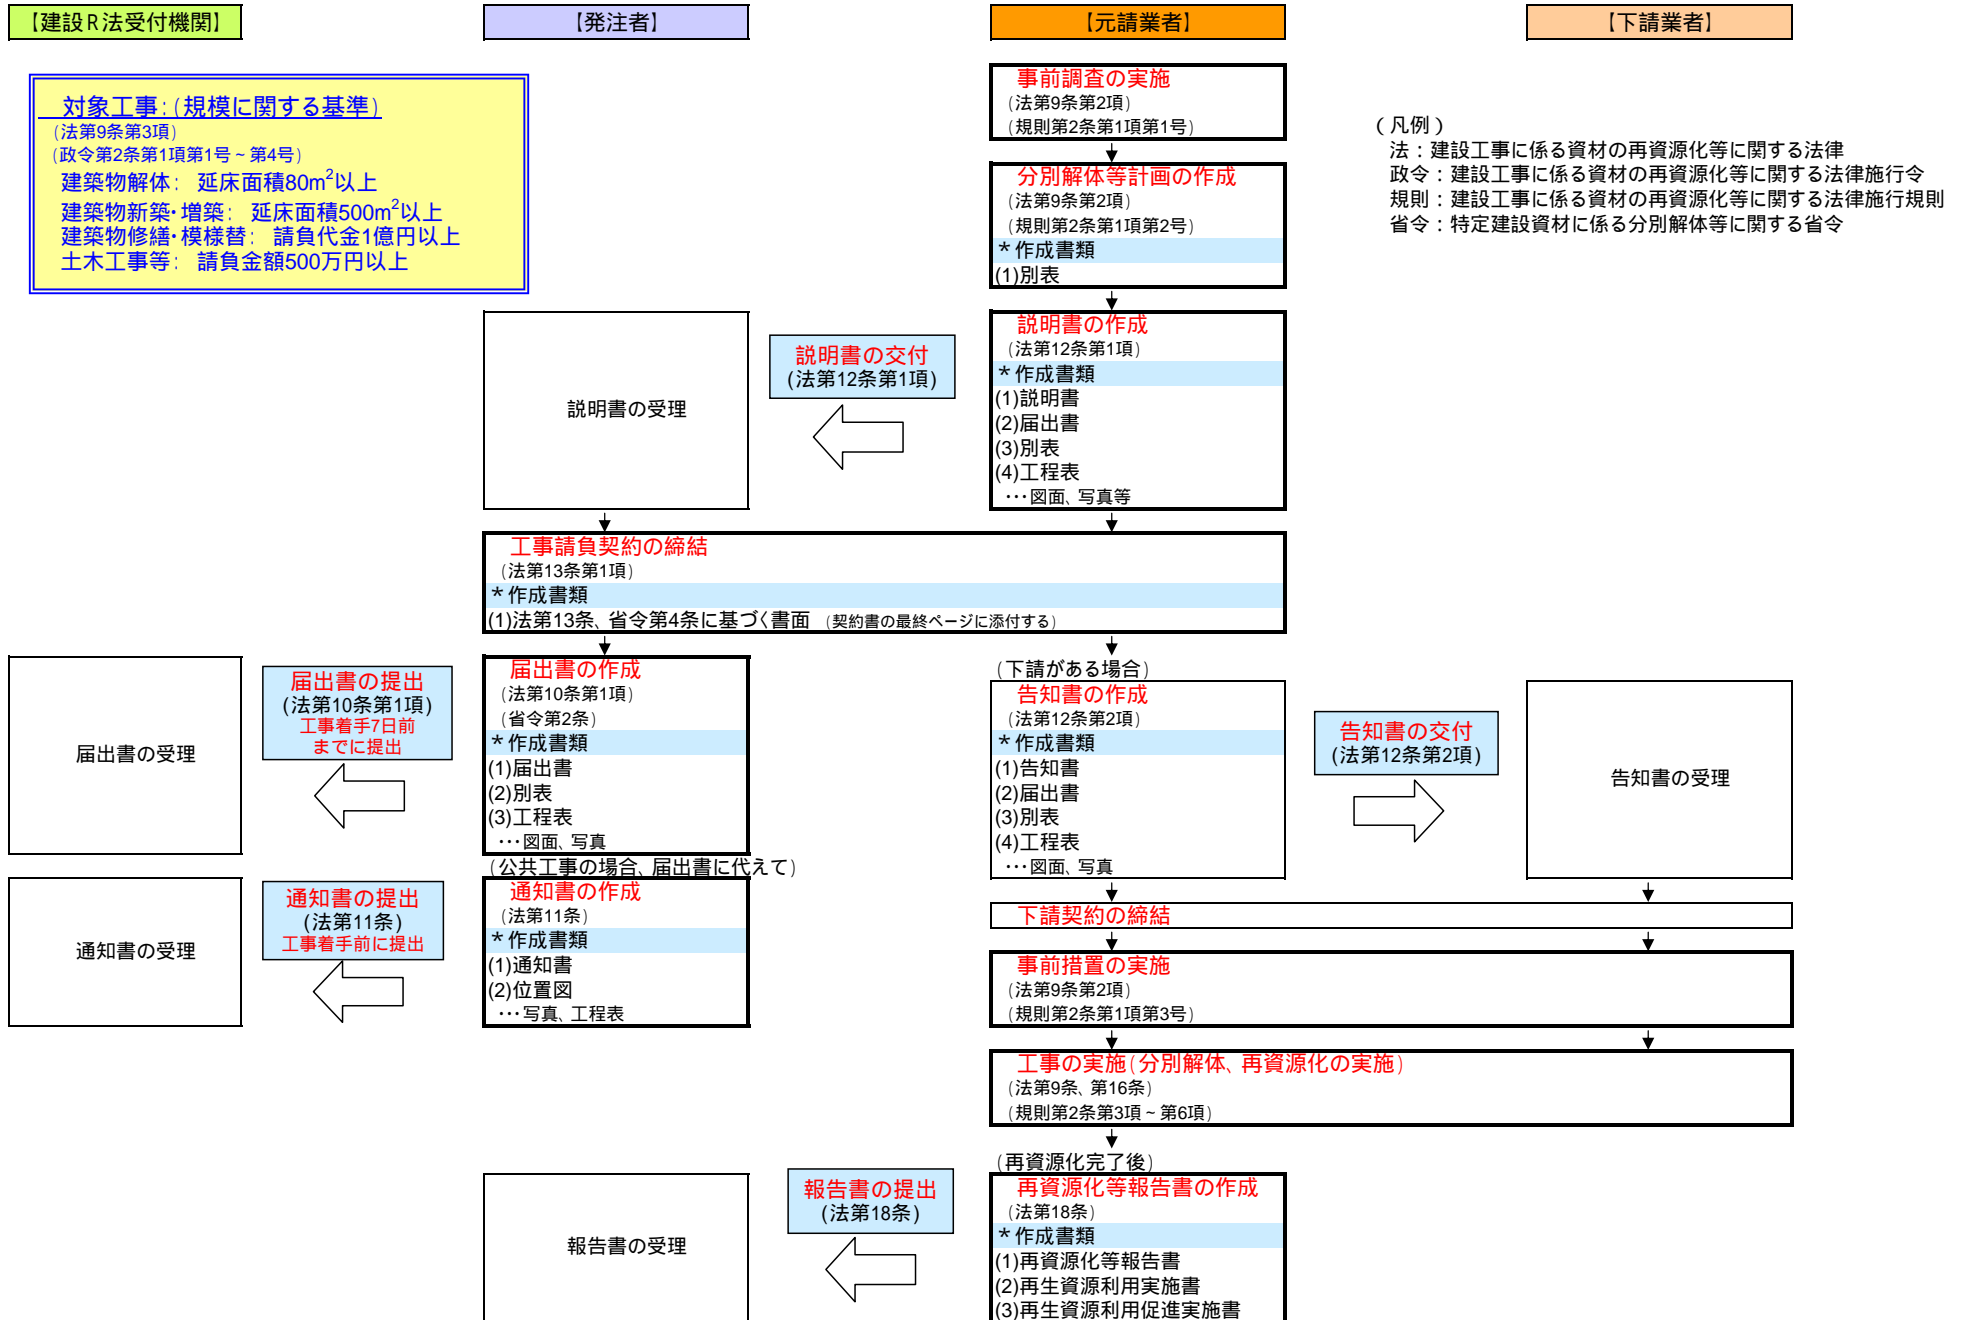 【建設R法受付機関】
【発注者】
【元請業者】
【下請業者】
対象工事：(規模に関する基準)
(法第9条第3項)
(政令第2条第1項第1号～第4号)
建築物解体： 延床面積80m²以上
建築物新築・増築： 延床面積500m²以上
建築物修繕・模様替： 請負代金1億円以上
土木工事等： 請負金額500万円以上
事前調査の実施
(法第9条第2項)
(規則第2条第1項第1号)
(凡例)
法：建設工事に係る資材の再資源化等に関する法律
政令：建設工事に係る資材の再資源化等に関する法律施行令
規則：建設工事に係る資材の再資源化等に関する法律施行規則
省令：特定建設資材に係る分別解体等に関する省令
分別解体等計画の作成
(法第9条第2項)
(規則第2条第1項第2号)
*作成書類
(1)別表
説明書の作成
(法第12条第1項)
*作成書類
(1)説明書
(2)届出書
(3)別表
(4)工程表
…図面、写真等
説明書の交付
(法第12条第1項)
説明書の受理
工事請負契約の締結
(法第13条第1項)
*作成書類
(1)法第13条、省令第4条に基づく書面 (契約書の最終ページに添付する)
届出書の作成
(法第10条第1項)
(省令第2条)
*作成書類
(1)届出書
(2)別表
(3)工程表
…図面、写真
届出書の提出
(法第10条第1項)
工事着手7日前
までに提出
届出書の受理
(下請がある場合)
告知書の作成
(法第12条第2項)
*作成書類
(1)告知書
(2)届出書
(3)別表
(4)工程表
…図面、写真
告知書の交付
(法第12条第2項)
告知書の受理
(公共工事の場合、届出書に代えて)
通知書の作成
(法第11条)
*作成書類
(1)通知書
(2)位置図
…写真、工程表
通知書の提出
(法第11条)
工事着手前に提出
通知書の受理
下請契約の締結
事前措置の実施
(法第9条第2項)
(規則第2条第1項第3号)
工事の実施(分別解体、再資源化の実施)
(法第9条、第16条)
(規則第2条第3項～第6項)
(再資源化完了後)
再資源化等報告書の作成
(法第18条)
*作成書類
(1)再資源化等報告書
(2)再生資源利用実施書
(3)再生資源利用促進実施書
報告書の提出
(法第18条)
報告書の受理